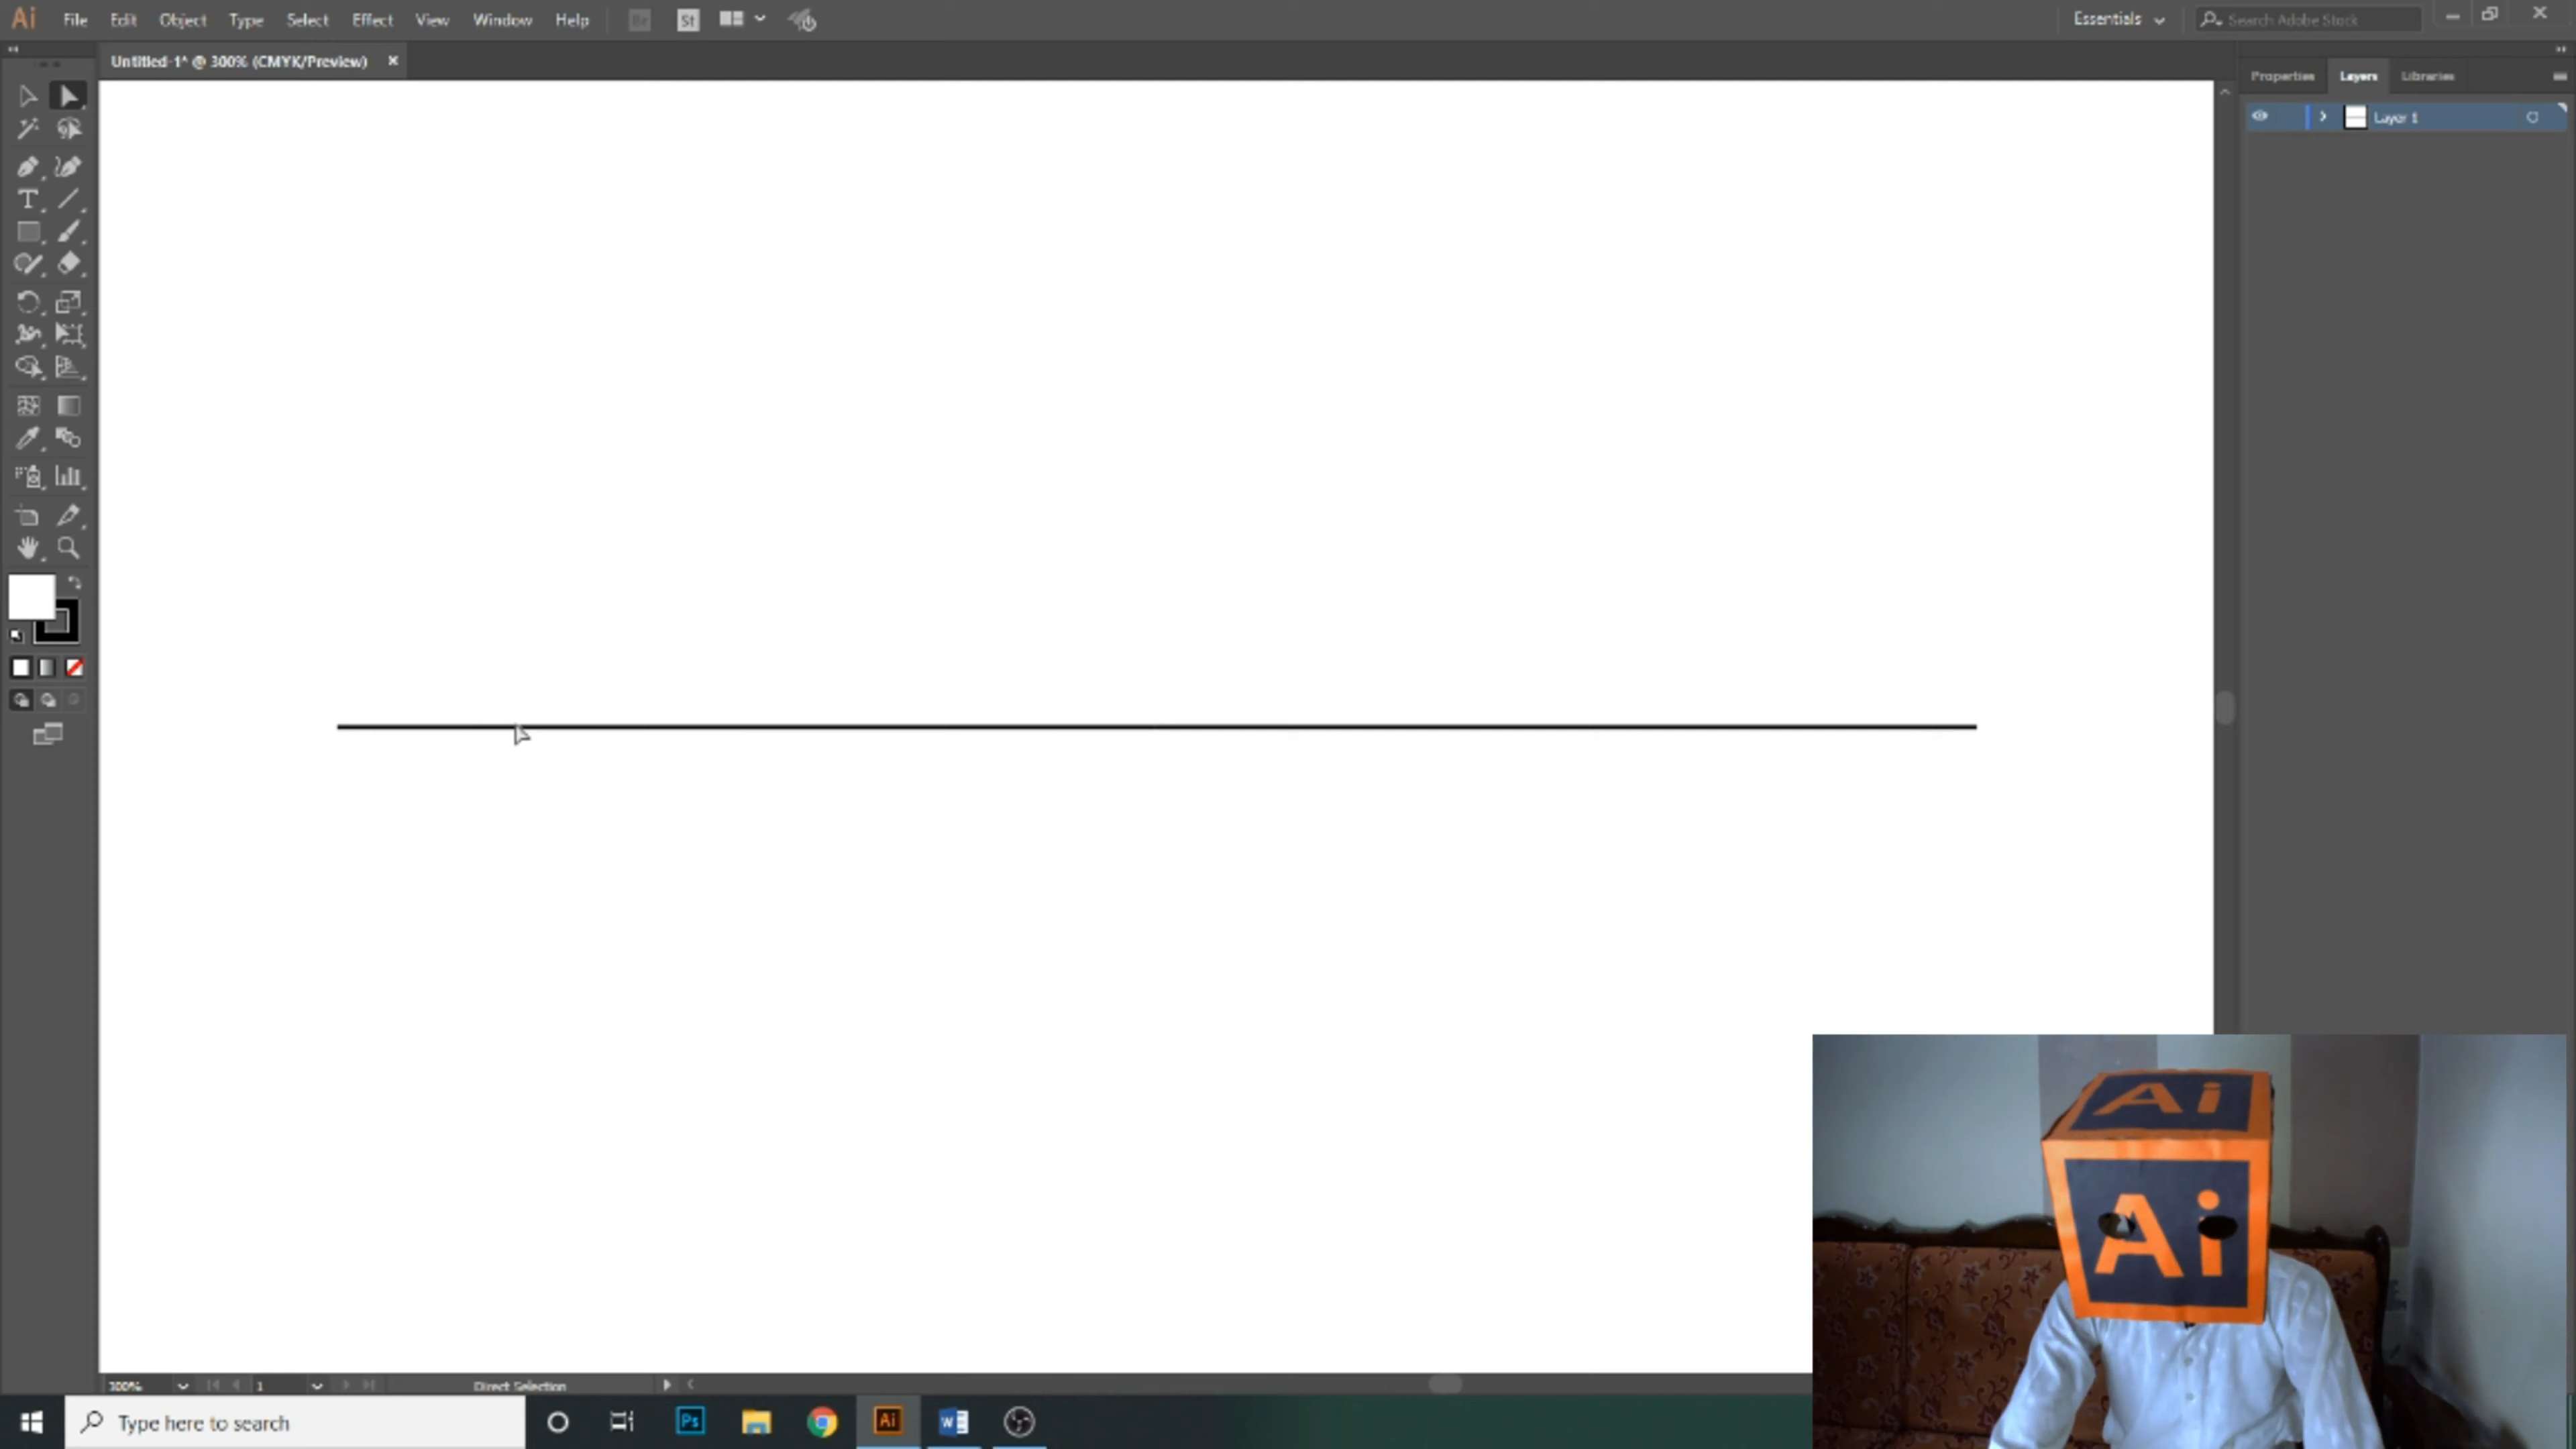 Ai File Edit Object Type Select Effect View Window Help Br St Essentials Search Adobe Stock
Untitled-1* @ 300% (CMYK/Preview) ×
Properties Layers Libraries
Layer 1
T
300% 1 Direct Selection
Type here to search Ps Ai W
Ai
Ai